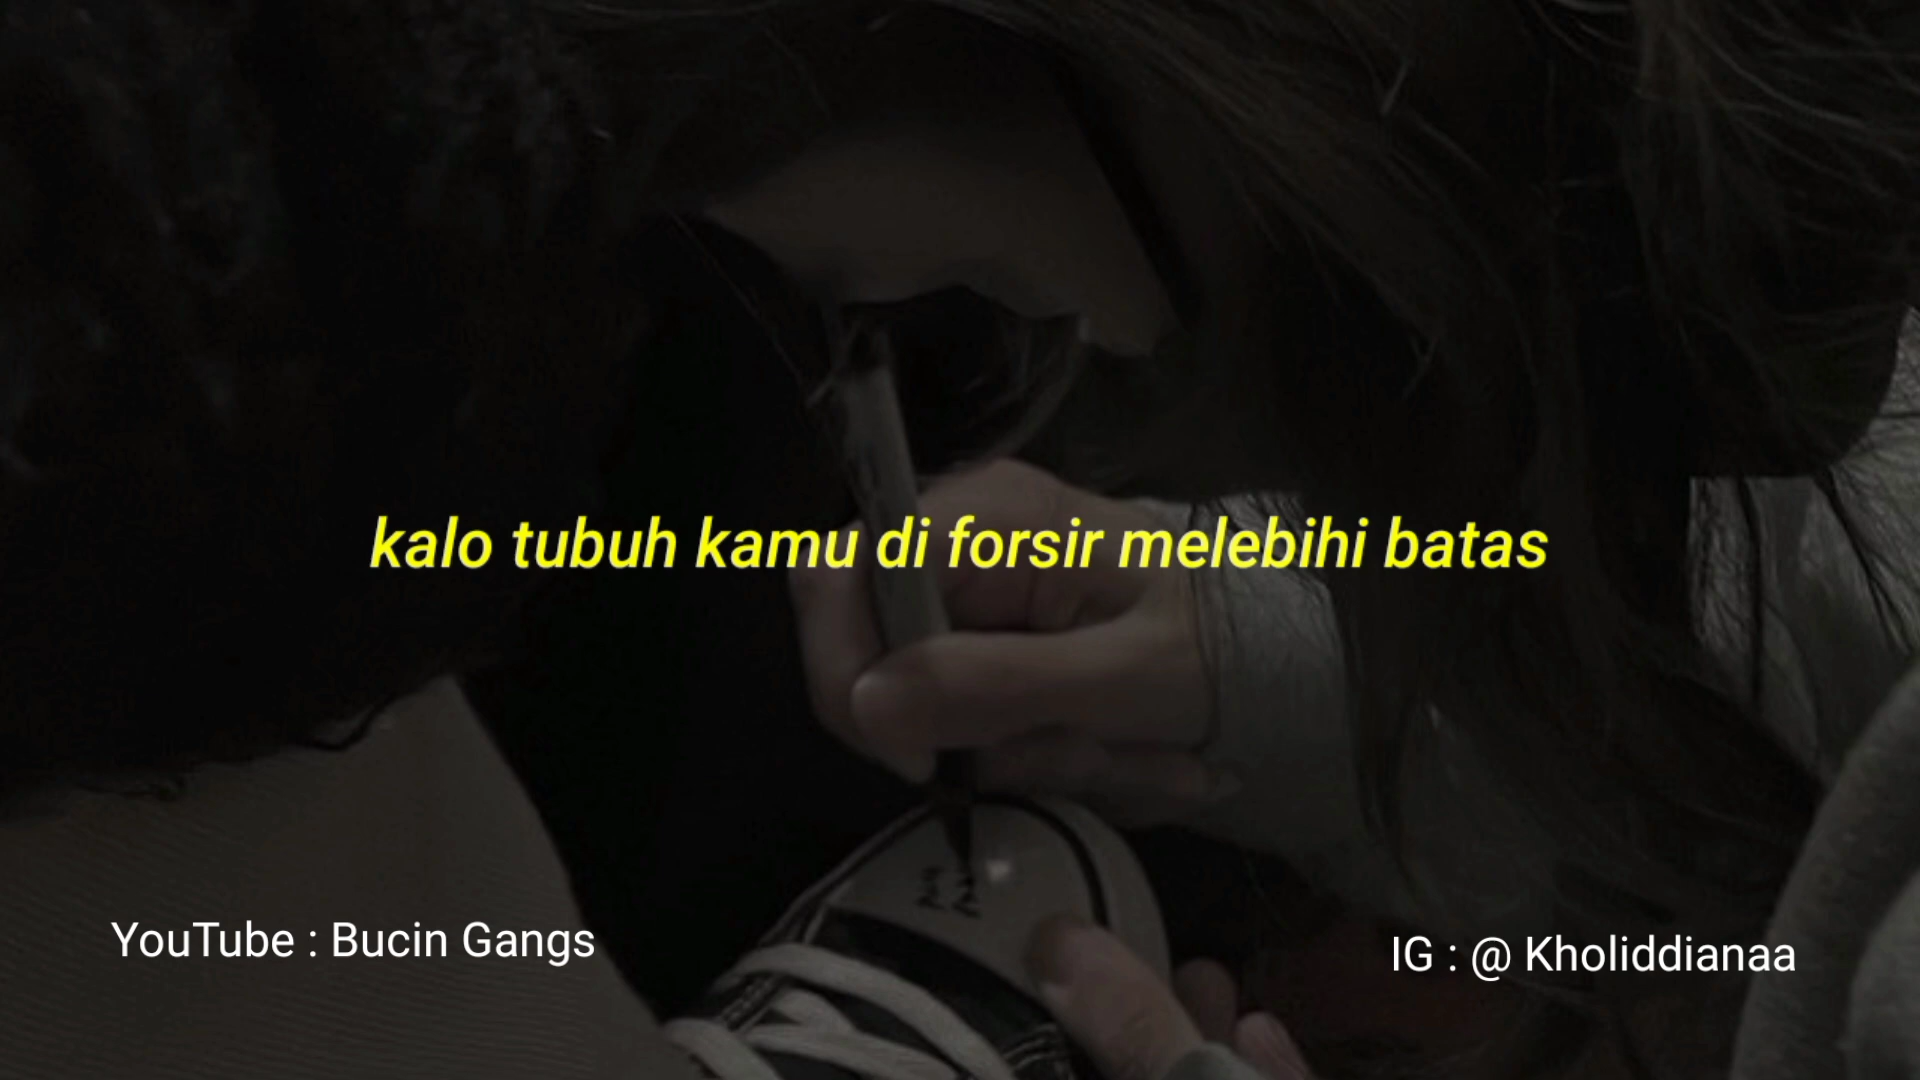 kalo tubuh kamu di forsir melebihi batas
YouTube : Bucin Gangs
IG : @ Kholiddianaa